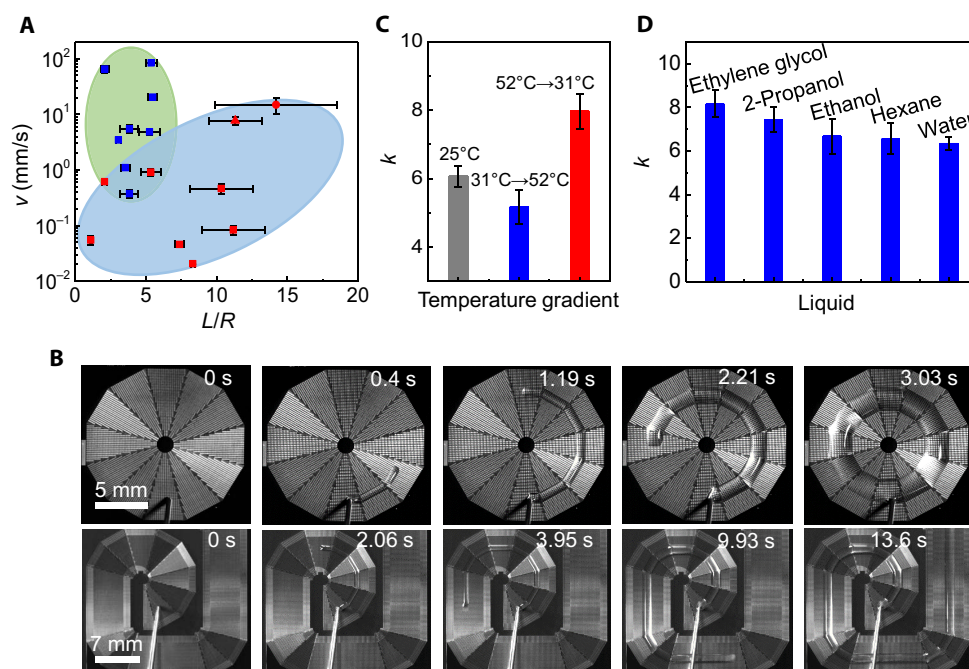 A
v (mm/s)
10²
10¹
10⁰
10⁻¹
10⁻²
0
5
10
15
20
L/R
C
k
10
8
6
4
25°C
31°C→52°C
52°C→31°C
Temperature gradient
D
k
10
8
6
4
2
0
Ethylene glycol
2-Propanol
Ethanol
Hexane
Water
Liquid
B
0 s
0.4 s
1.19 s
2.21 s
3.03 s
5 mm
0 s
2.06 s
3.95 s
9.93 s
13.6 s
7 mm